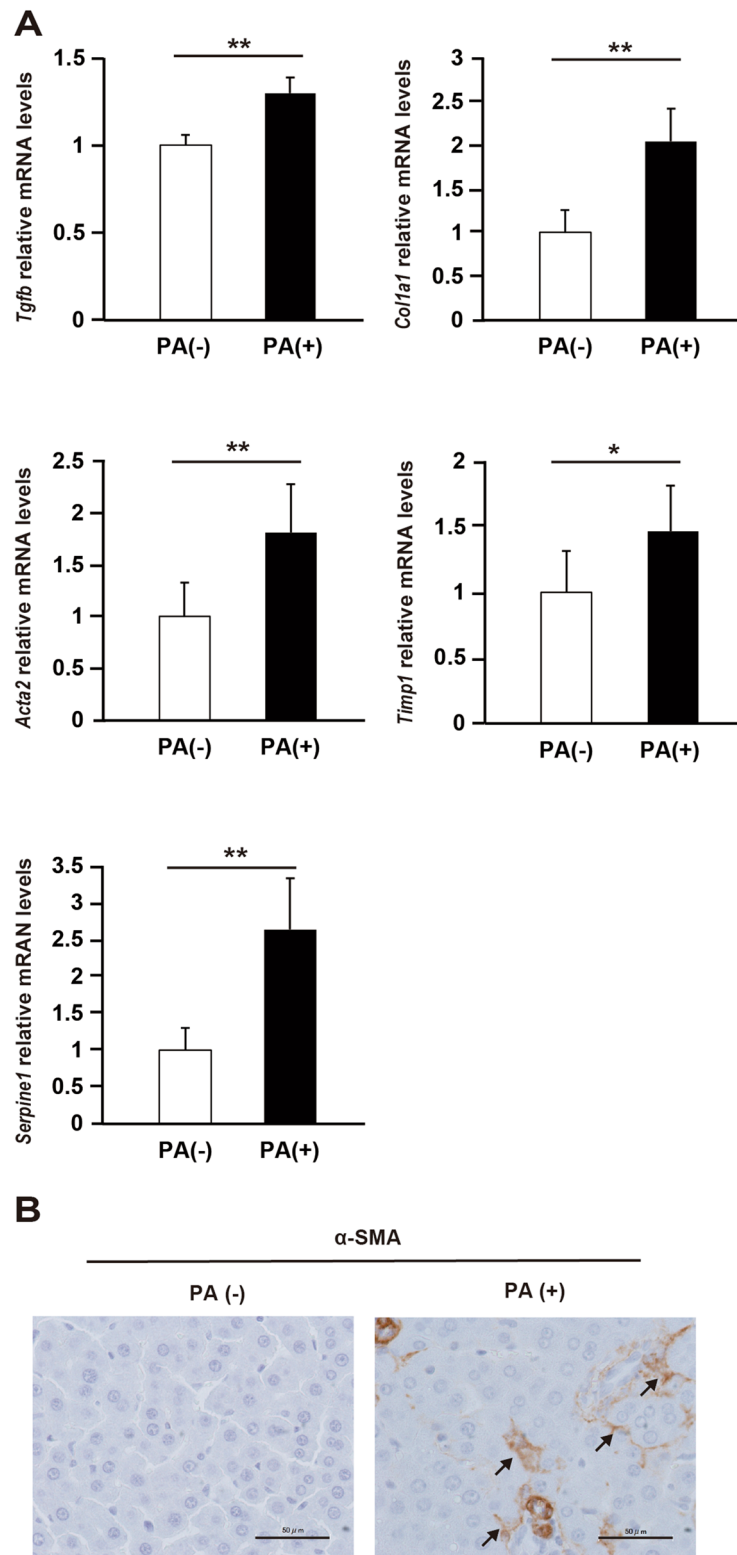 A
Tgfb relative mRNA levels
**
1.5
1
0.5
0
PA(-) PA(+)
Col1a1 relative mRNA levels
**
3
2.5
2
1.5
1
0.5
0
PA(-) PA(+)
Acta2 relative mRNA levels
**
2.5
2
1.5
1
0.5
0
PA(-) PA(+)
Timp1 relative mRNA levels
*
2
1.5
1
0.5
0
PA(-) PA(+)
Serpine1 relative mRAN levels
**
3.5
3
2.5
2
1.5
1
0.5
0
PA(-) PA(+)
B
α-SMA
PA (-) PA (+)
50μm 50μm